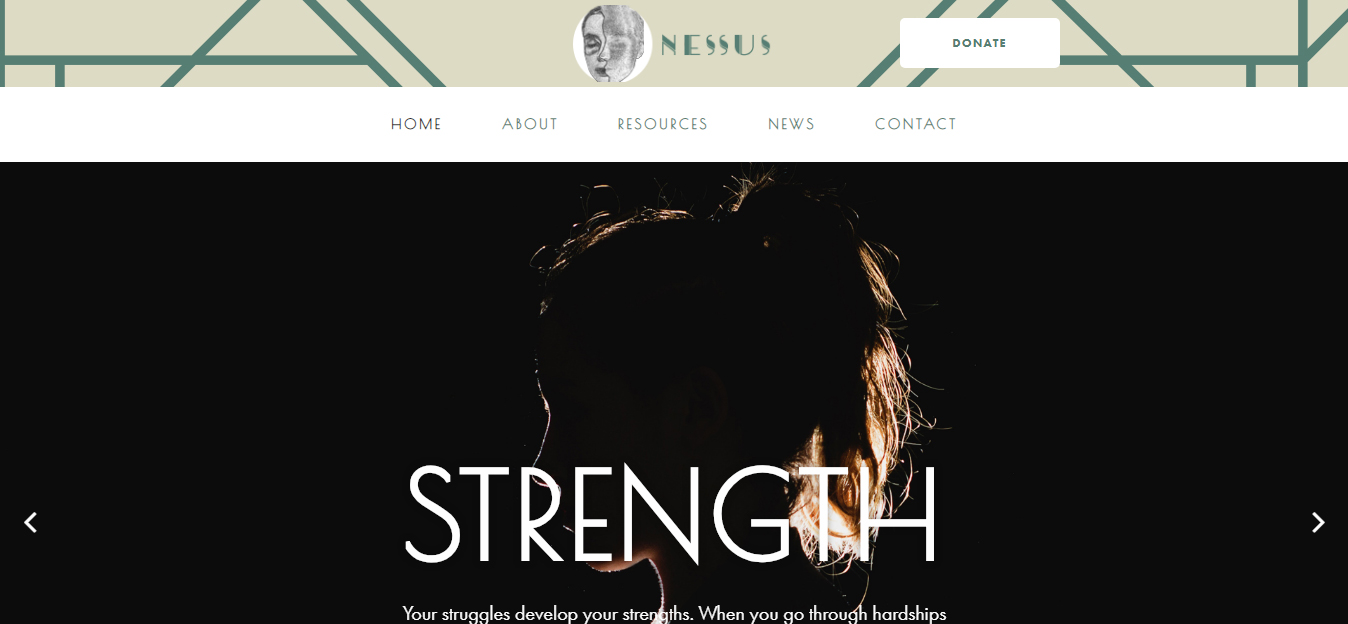 NESSUS
DONATE
HOME ABOUT RESOURCES NEWS CONTACT
STRENGTH
Your struggles develop your strengths. When you go through hardships